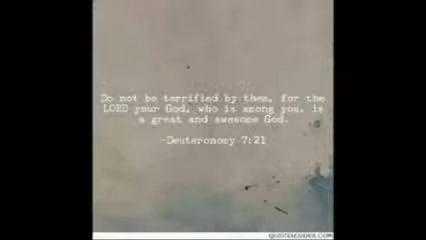 Do not be terrified by them, for the
LORD your God, who is among you, is
a great and awesome God.
-Deuteronomy 7:21